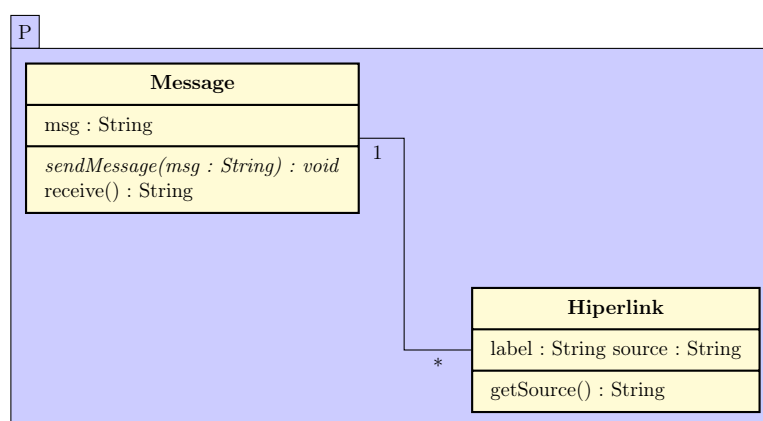 P
Message
msg : String
sendMessage(msg : String) : void
receive() : String
1
*
Hiperlink
label : String source : String
getSource() : String